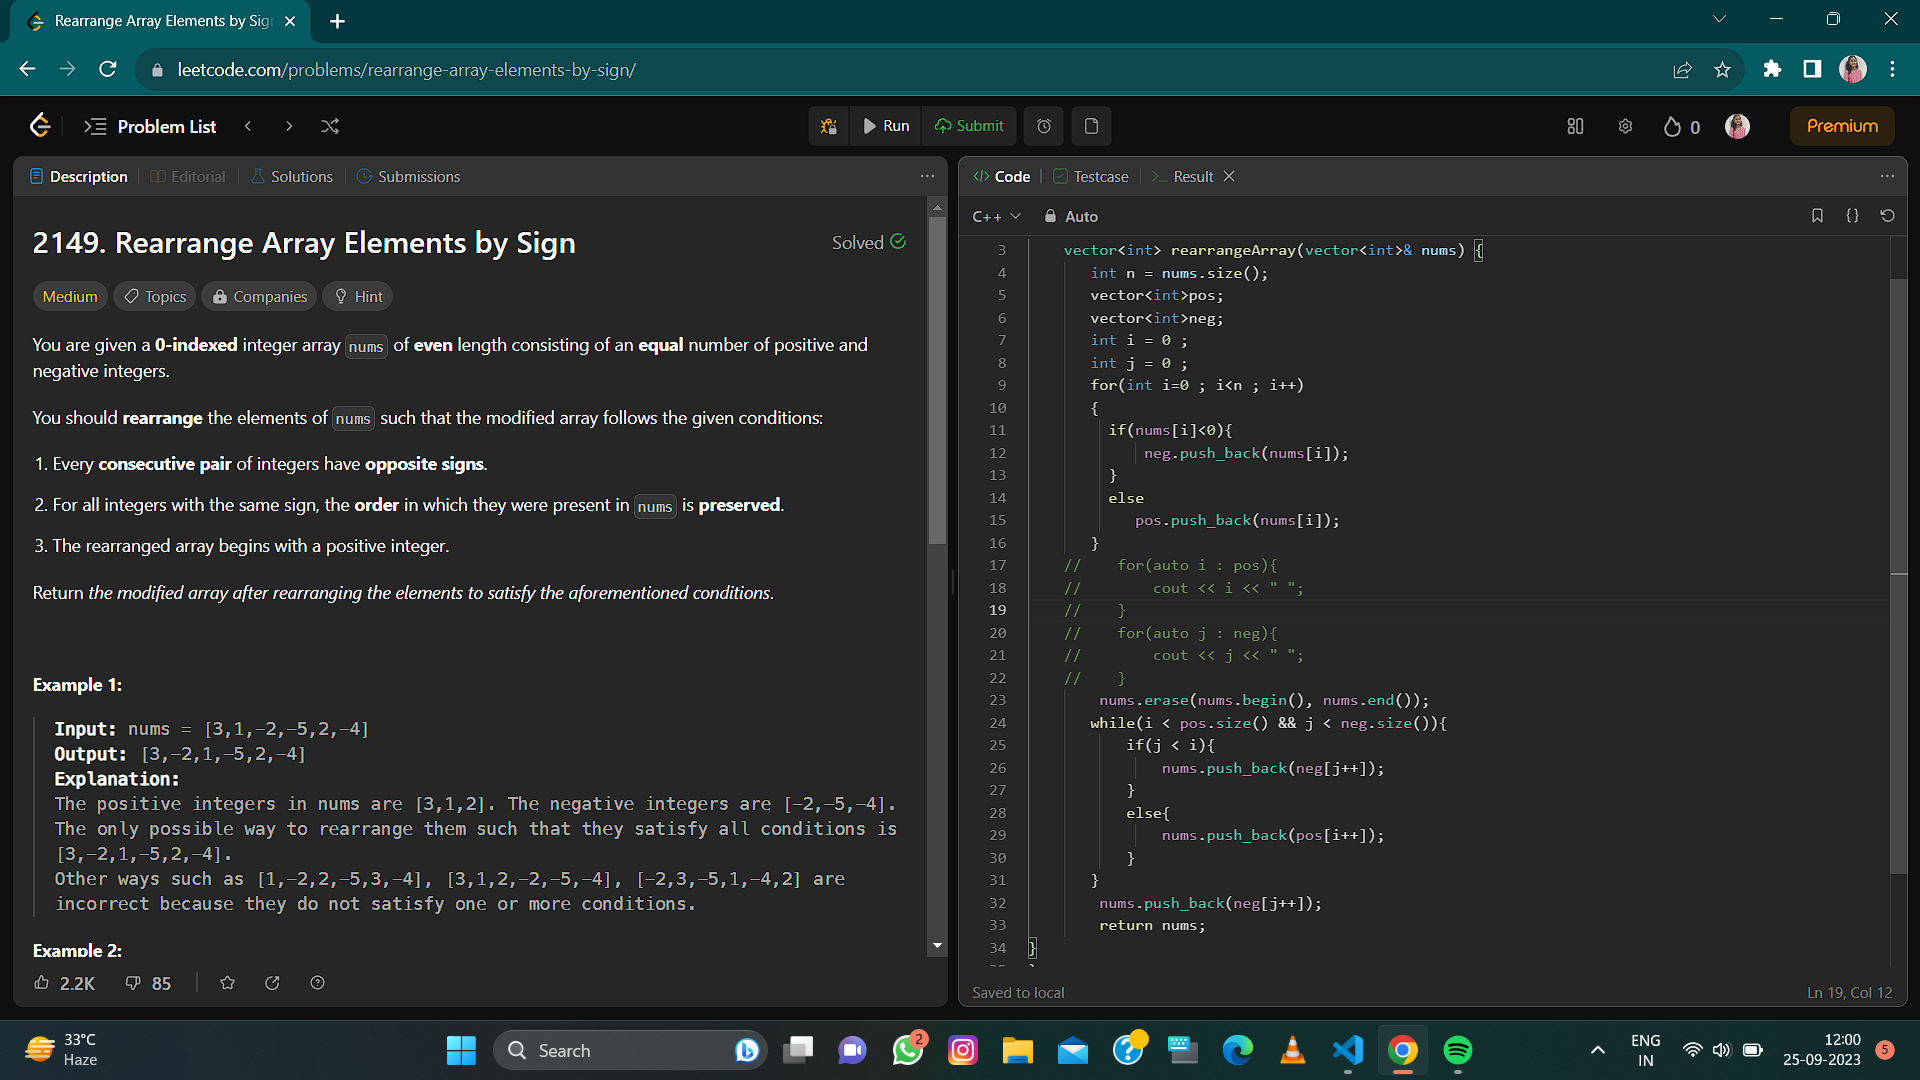 Rearrange Array Elements by Sig
leetcode.com/problems/rearrange-array-elements-by-sign/
Problem List
Run
Submit
0
Premium
Description
Editorial
Solutions
Submissions
2149. Rearrange Array Elements by Sign
Solved
Medium
Topics
Companies
Hint
You are given a 0-indexed integer array nums of even length consisting of an equal number of positive and
negative integers.
You should rearrange the elements of nums such that the modified array follows the given conditions:
1. Every consecutive pair of integers have opposite signs.
2. For all integers with the same sign, the order in which they were present in nums is preserved.
3. The rearranged array begins with a positive integer.
Return the modified array after rearranging the elements to satisfy the aforementioned conditions.
Example 1:
Input: nums = [3,1,-2,-5,2,-4]
Output: [3,-2,1,-5,2,-4]
Explanation:
The positive integers in nums are [3,1,2]. The negative integers are [-2,-5,-4].
The only possible way to rearrange them such that they satisfy all conditions is
[3,-2,1,-5,2,-4].
Other ways such as [1,-2,2,-5,3,-4], [3,1,2,-2,-5,-4], [-2,3,-5,1,-4,2] are
incorrect because they do not satisfy one or more conditions.
Example 2:
2.2K
85
Code
Testcase
Result
C++
Auto
3 vector<int> rearrangeArray(vector<int>& nums) {
4 int n = nums.size();
5 vector<int>pos;
6 vector<int>neg;
7 int i = 0 ;
8 int j = 0 ;
9 for(int i=0 ; i<n ; i++)
10 {
11 if(nums[i]<0){
12 neg.push_back(nums[i]);
13 }
14 else
15 pos.push_back(nums[i]);
16 }
17 // for(auto i : pos){
18 // cout << i << " ";
19 // }
20 // for(auto j : neg){
21 // cout << j << " ";
22 // }
23 nums.erase(nums.begin(), nums.end());
24 while(i < pos.size() && j < neg.size()){
25 if(j < i){
26 nums.push_back(neg[j++]);
27 }
28 else{
29 nums.push_back(pos[i++]);
30 }
31 }
32 nums.push_back(neg[j++]);
33 return nums;
34 }
Saved to local
Ln 19, Col 12
33°C
Haze
Search
2
ENG
IN
12:00
25-09-2023
5